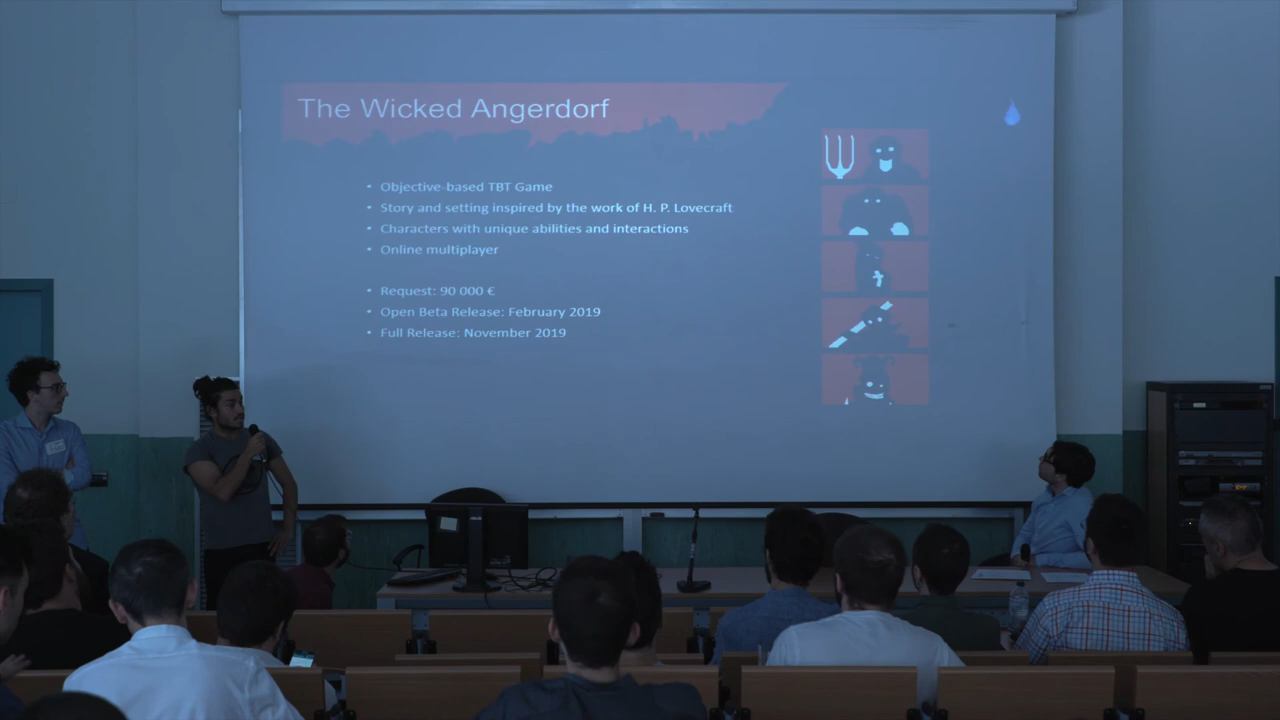 The Wicked Angerdorf
• Objective-based TBT Game
• Story and setting inspired by the work of H. P. Lovecraft
• Characters with unique abilities and interactions
• Online multiplayer
• Request: 90 000 €
• Open Beta Release: February 2019
• Full Release: November 2019